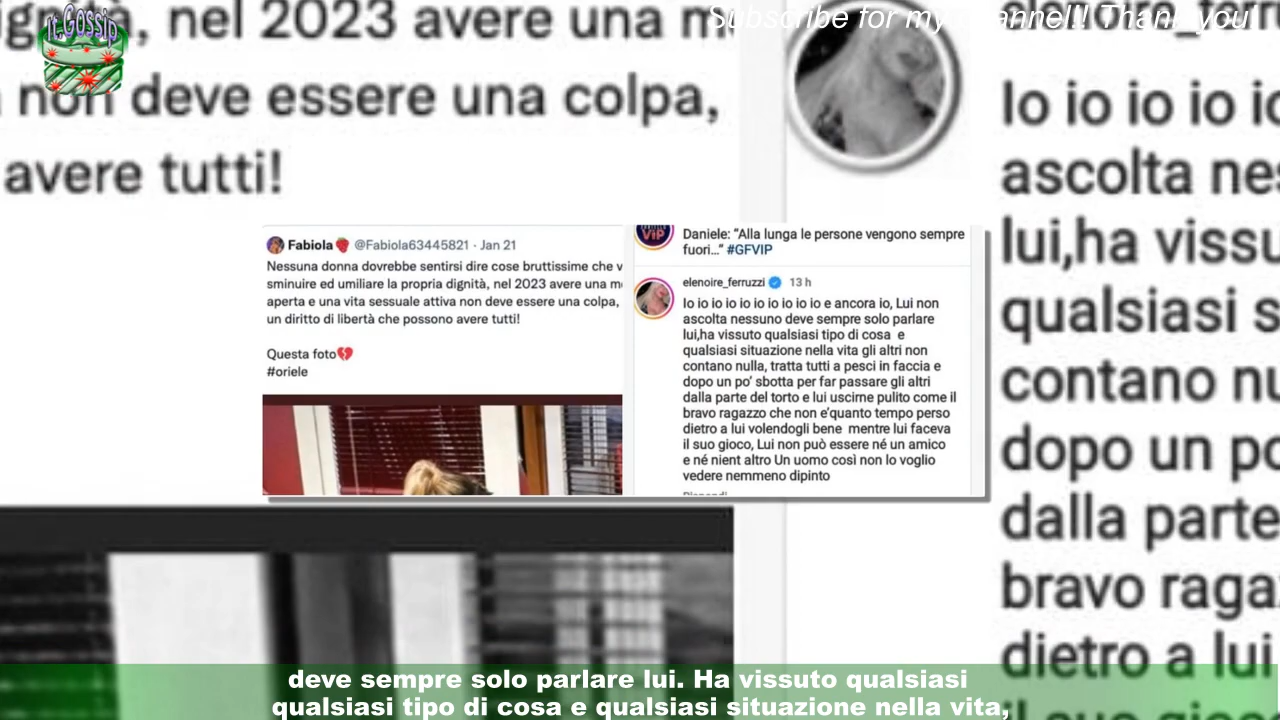 ignità, nel 2023 avere una m
non deve essere una colpa,
avere tutti!
it.Gossip
Subscribe for my channel!! Thank you!
Io io io io io
ascolta nes
lui,ha vissu
qualsiasi s
contano nu
dopo un po
dalla parte
bravo ragaz
dietro a lui
Fabiola🍓 @Fabiola63445821 · Jan 21
Nessuna donna dovrebbe sentirsi dire cose bruttissime che v
sminuire ed umiliare la propria dignità, nel 2023 avere una me
aperta e una vita sessuale attiva non deve essere una colpa,
un diritto di libertà che possono avere tutti!
Questa foto💔
#oriele
VIP
Daniele: “Alla lunga le persone vengono sempre
fuori...” #GFVIP
elenoire_ferruzzi 13 h
Io io io io io io io io io io e ancora io, Lui non
ascolta nessuno deve sempre solo parlare
lui,ha vissuto qualsiasi tipo di cosa e
qualsiasi situazione nella vita gli altri non
contano nulla, tratta tutti a pesci in faccia e
dopo un po’ sbotta per far passare gli altri
dalla parte del torto e lui uscirne pulito come il
bravo ragazzo che non e’quanto tempo perso
dietro a lui volendogli bene mentre lui faceva
il suo gioco, Lui non può essere né un amico
e né nient altro Un uomo così non lo voglio
vedere nemmeno dipinto
deve sempre solo parlare lui. Ha vissuto qualsiasi
qualsiasi tipo di cosa e qualsiasi situazione nella vita,